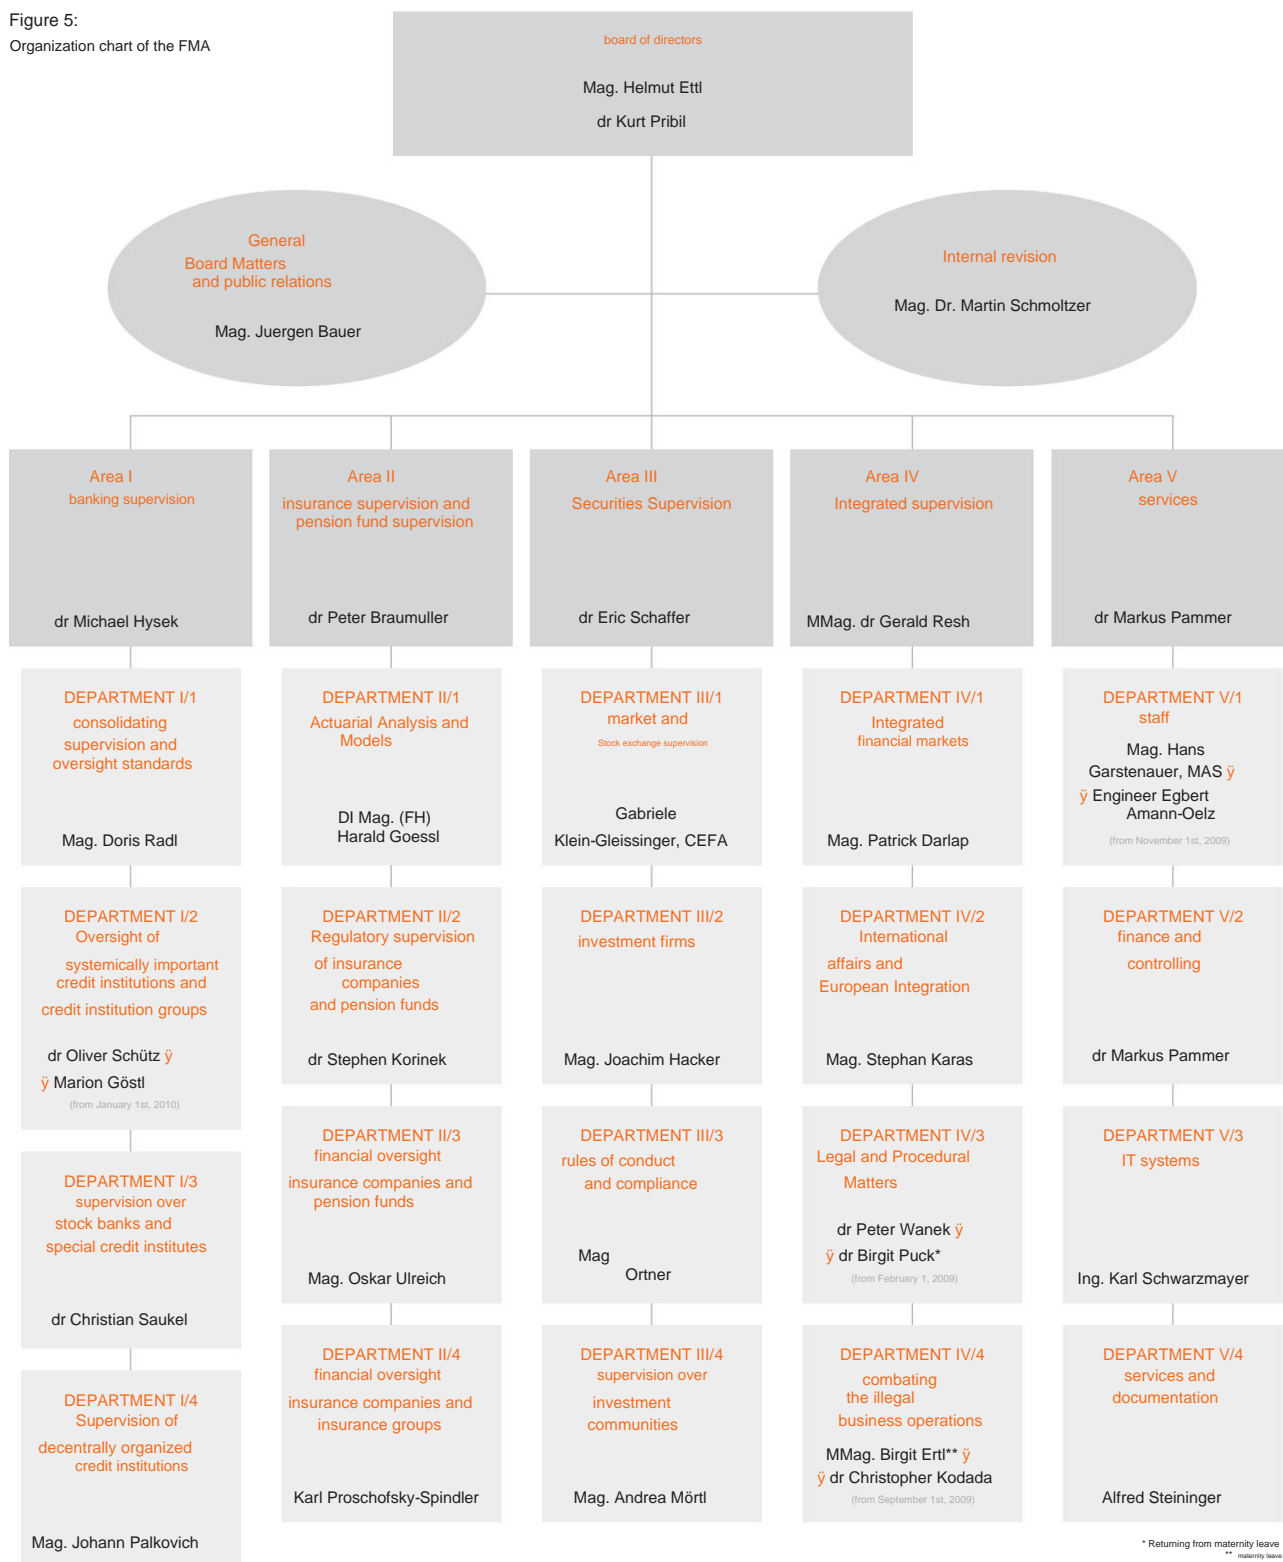 Figure 5:
Organization chart of the FMA
board of directors
Mag. Helmut Ettl
dr Kurt Pribil
General
Board Matters
and public relations
Mag. Juergen Bauer
Internal revision
Mag. Dr. Martin Schmoltzer
Area I
banking supervision
dr Michael Hysek
Area II
insurance supervision and
pension fund supervision
dr Peter Braumuller
Area III
Securities Supervision
dr Eric Schaffer
Area IV
Integrated supervision
MMag. dr Gerald Resh
Area V
services
dr Markus Pammer
DEPARTMENT I/1
consolidating
supervision and
oversight standards
Mag. Doris Radl
DEPARTMENT I/2
Oversight of
systemically important
credit institutions and
credit institution groups
dr Oliver Schütz ÿ
ÿ Marion Göstl
(from January 1st, 2010)
DEPARTMENT I/3
supervision over
stock banks and
special credit institutes
dr Christian Saukel
DEPARTMENT I/4
Supervision of
decentrally organized
credit institutions
Mag. Johann Palkovich
DEPARTMENT II/1
Actuarial Analysis and
Models
DI Mag. (FH)
Harald Goessl
DEPARTMENT II/2
Regulatory supervision
of insurance
companies
and pension funds
dr Stephen Korinek
DEPARTMENT II/3
financial oversight
insurance companies and
pension funds
Mag. Oskar Ulreich
DEPARTMENT II/4
financial oversight
insurance companies and
insurance groups
Karl Proschofsky-Spindler
DEPARTMENT III/1
market and
Stock exchange supervision
Gabriele
Klein-Gleissinger, CEFA
DEPARTMENT III/2
investment firms
Mag. Joachim Hacker
DEPARTMENT III/3
rules of conduct
and compliance
Mag
Ortner
DEPARTMENT III/4
supervision over
investment
communities
Mag. Andrea Mörtl
DEPARTMENT IV/1
Integrated
financial markets
Mag. Patrick Darlap
DEPARTMENT IV/2
International
affairs and
European Integration
Mag. Stephan Karas
DEPARTMENT IV/3
Legal and Procedural
Matters
dr Peter Wanek ÿ
ÿ dr Birgit Puck*
(from February 1, 2009)
DEPARTMENT IV/4
combating
the illegal
business operations
MMag. Birgit Ertl** ÿ
ÿ dr Christopher Kodada
(from September 1st, 2009)
DEPARTMENT V/1
staff
Mag. Hans
Garstenauer, MAS ÿ
ÿ Engineer Egbert
Amann-Oelz
(from November 1st, 2009)
DEPARTMENT V/2
finance and
controlling
dr Markus Pammer
DEPARTMENT V/3
IT systems
Ing. Karl Schwarzmayer
DEPARTMENT V/4
services and
documentation
Alfred Steininger
* Returning from maternity leave
** maternity leave